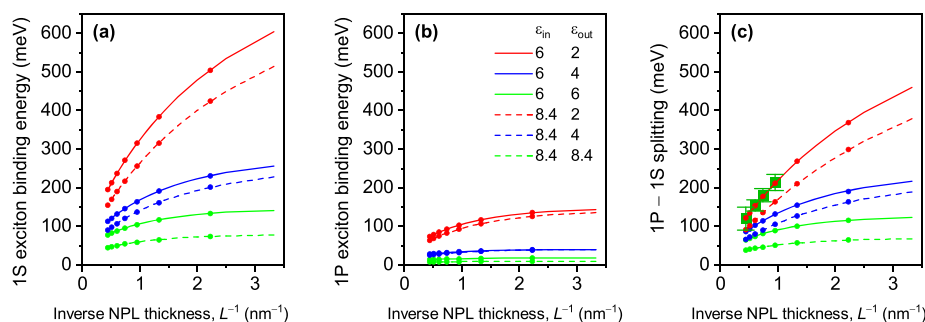 (a)
1S exciton binding energy (meV)
600
500
400
300
200
100
0
0 1 2 3
Inverse NPL thickness, L⁻¹ (nm⁻¹)
(b)
1P exciton binding energy (meV)
600
500
400
300
200
100
0
0 1 2 3
Inverse NPL thickness, L⁻¹ (nm⁻¹)
εin εout
6 2
6 4
6 6
8.4 2
8.4 4
8.4 8.4
(c)
1P − 1S splitting (meV)
600
500
400
300
200
100
0
0 1 2 3
Inverse NPL thickness, L⁻¹ (nm⁻¹)